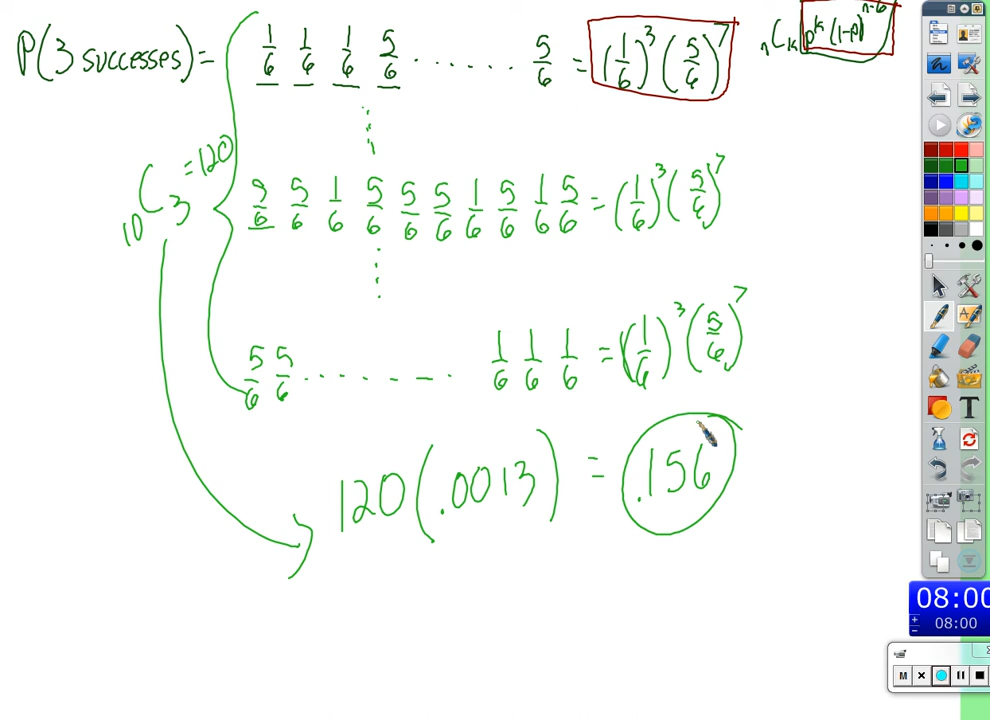 P(3 successes) = 1/6 1/6 1/6 5/6 ........ 5/6 = (1/6)^3 (5/6)^7 nCk p^k (1-p)^n-k
10C3 = 120
5/6 5/6 1/6 5/6 5/6 5/6 1/6 5/6 1/6 5/6 = (1/6)^3 (5/6)^7
5/6 5/6 ........ 1/6 1/6 1/6 = (1/6)^3 (5/6)^7
120 (.0013) = .156
08:00
08:00
M